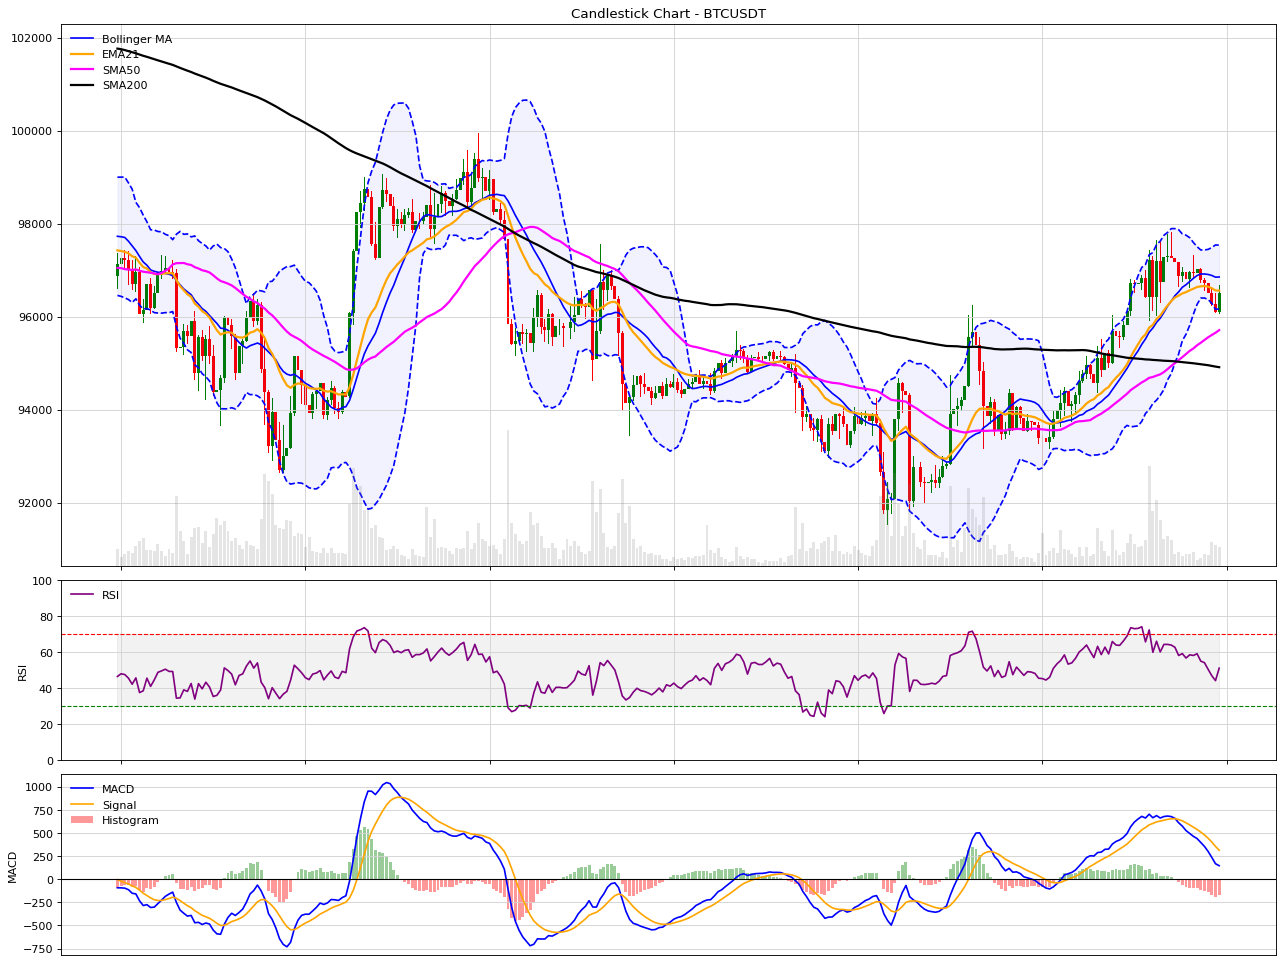 Candlestick Chart - BTCUSDT
Bollinger MA
EMA21
SMA50
SMA200
102000
100000
98000
96000
94000
92000
RSI
100
80
60
40
20
0
RSI
MACD
Signal
Histogram
1000
750
500
250
0
−250
−500
−750
MACD